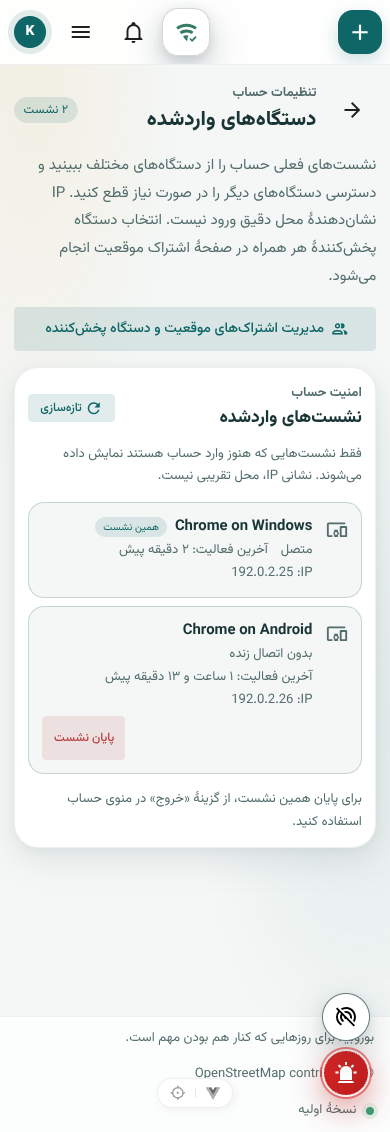 K
تنظیمات حساب
دستگاه‌های واردشده
۲ نشست
نشست‌های فعلی حساب را از دستگاه‌های مختلف ببینید و
دسترسی دستگاه‌های دیگر را در صورت نیاز قطع کنید. IP
نشان‌دهندهٔ محل دقیق ورود نیست. انتخاب دستگاه
پخش‌کنندهٔ هر همراه در صفحهٔ اشتراک موقعیت انجام
می‌شود.
مدیریت اشتراک‌های موقعیت و دستگاه پخش‌کننده
امنیت حساب
نشست‌های واردشده
تازه‌سازی
فقط نشست‌هایی که هنوز وارد حساب هستند نمایش داده
می‌شوند. نشانی IP، محل تقریبی نیست.
Chrome on Windows همین نشست
متصل آخرین فعالیت: ۲ دقیقه پیش
IP: 192.0.2.25
Chrome on Android
بدون اتصال زنده
آخرین فعالیت: ۱ ساعت و ۱۳ دقیقه پیش
IP: 192.0.2.26
پایان نشست
برای پایان همین نشست، از گزینهٔ «خروج» در منوی حساب
استفاده کنید.
برای روزهایی که کنار هم بودن مهم است.
OpenStreetMap
نسخهٔ اولیه